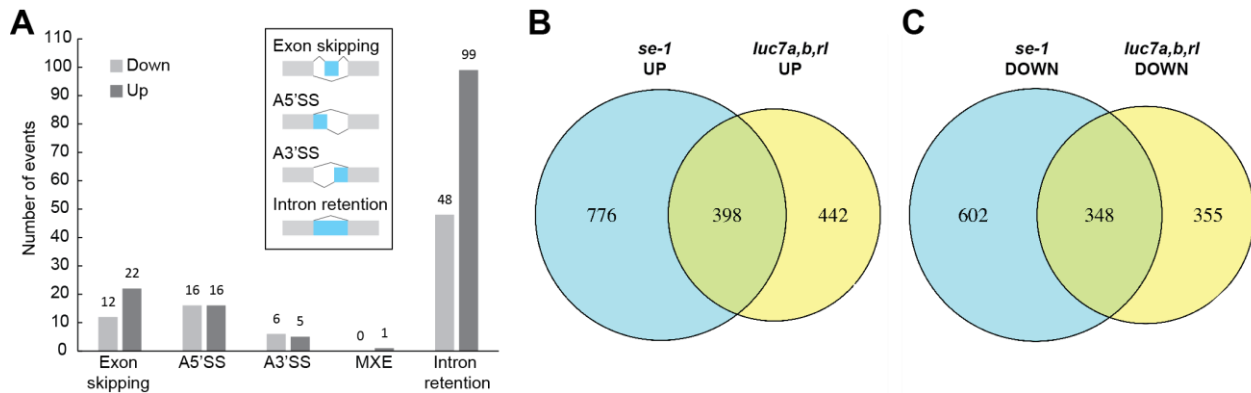 A
Number of events
110
100
90
80
70
60
50
40
30
20
10
0
Down
Up
12
22
16
16
6
5
0
1
48
99
Exon
skipping
A5'SS
A3'SS
MXE
Intron
retention
Exon skipping
A5'SS
A3'SS
Intron retention
B
se-1
UP
luc7a,b,rl
UP
776
398
442
C
se-1
DOWN
luc7a,b,rl
DOWN
602
348
355